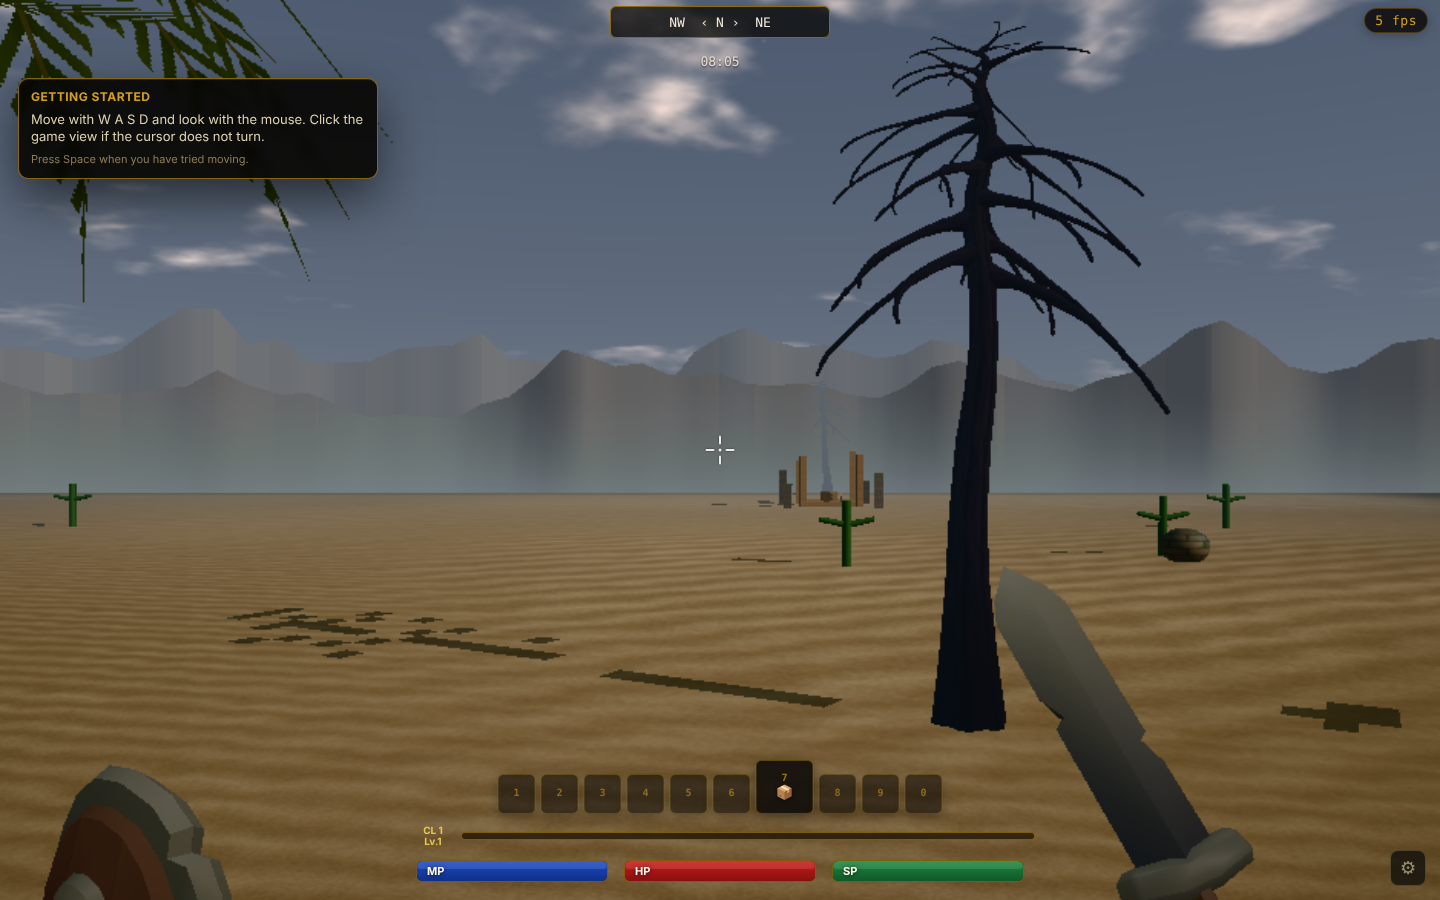 NW ‹ N › NE
5 fps
08:05
GETTING STARTED
Move with W A S D and look with the mouse. Click the
game view if the cursor does not turn.
Press Space when you have tried moving.
1 2 3 4 5 6 7 8 9 0
CL 1
Lv.1
MP HP SP